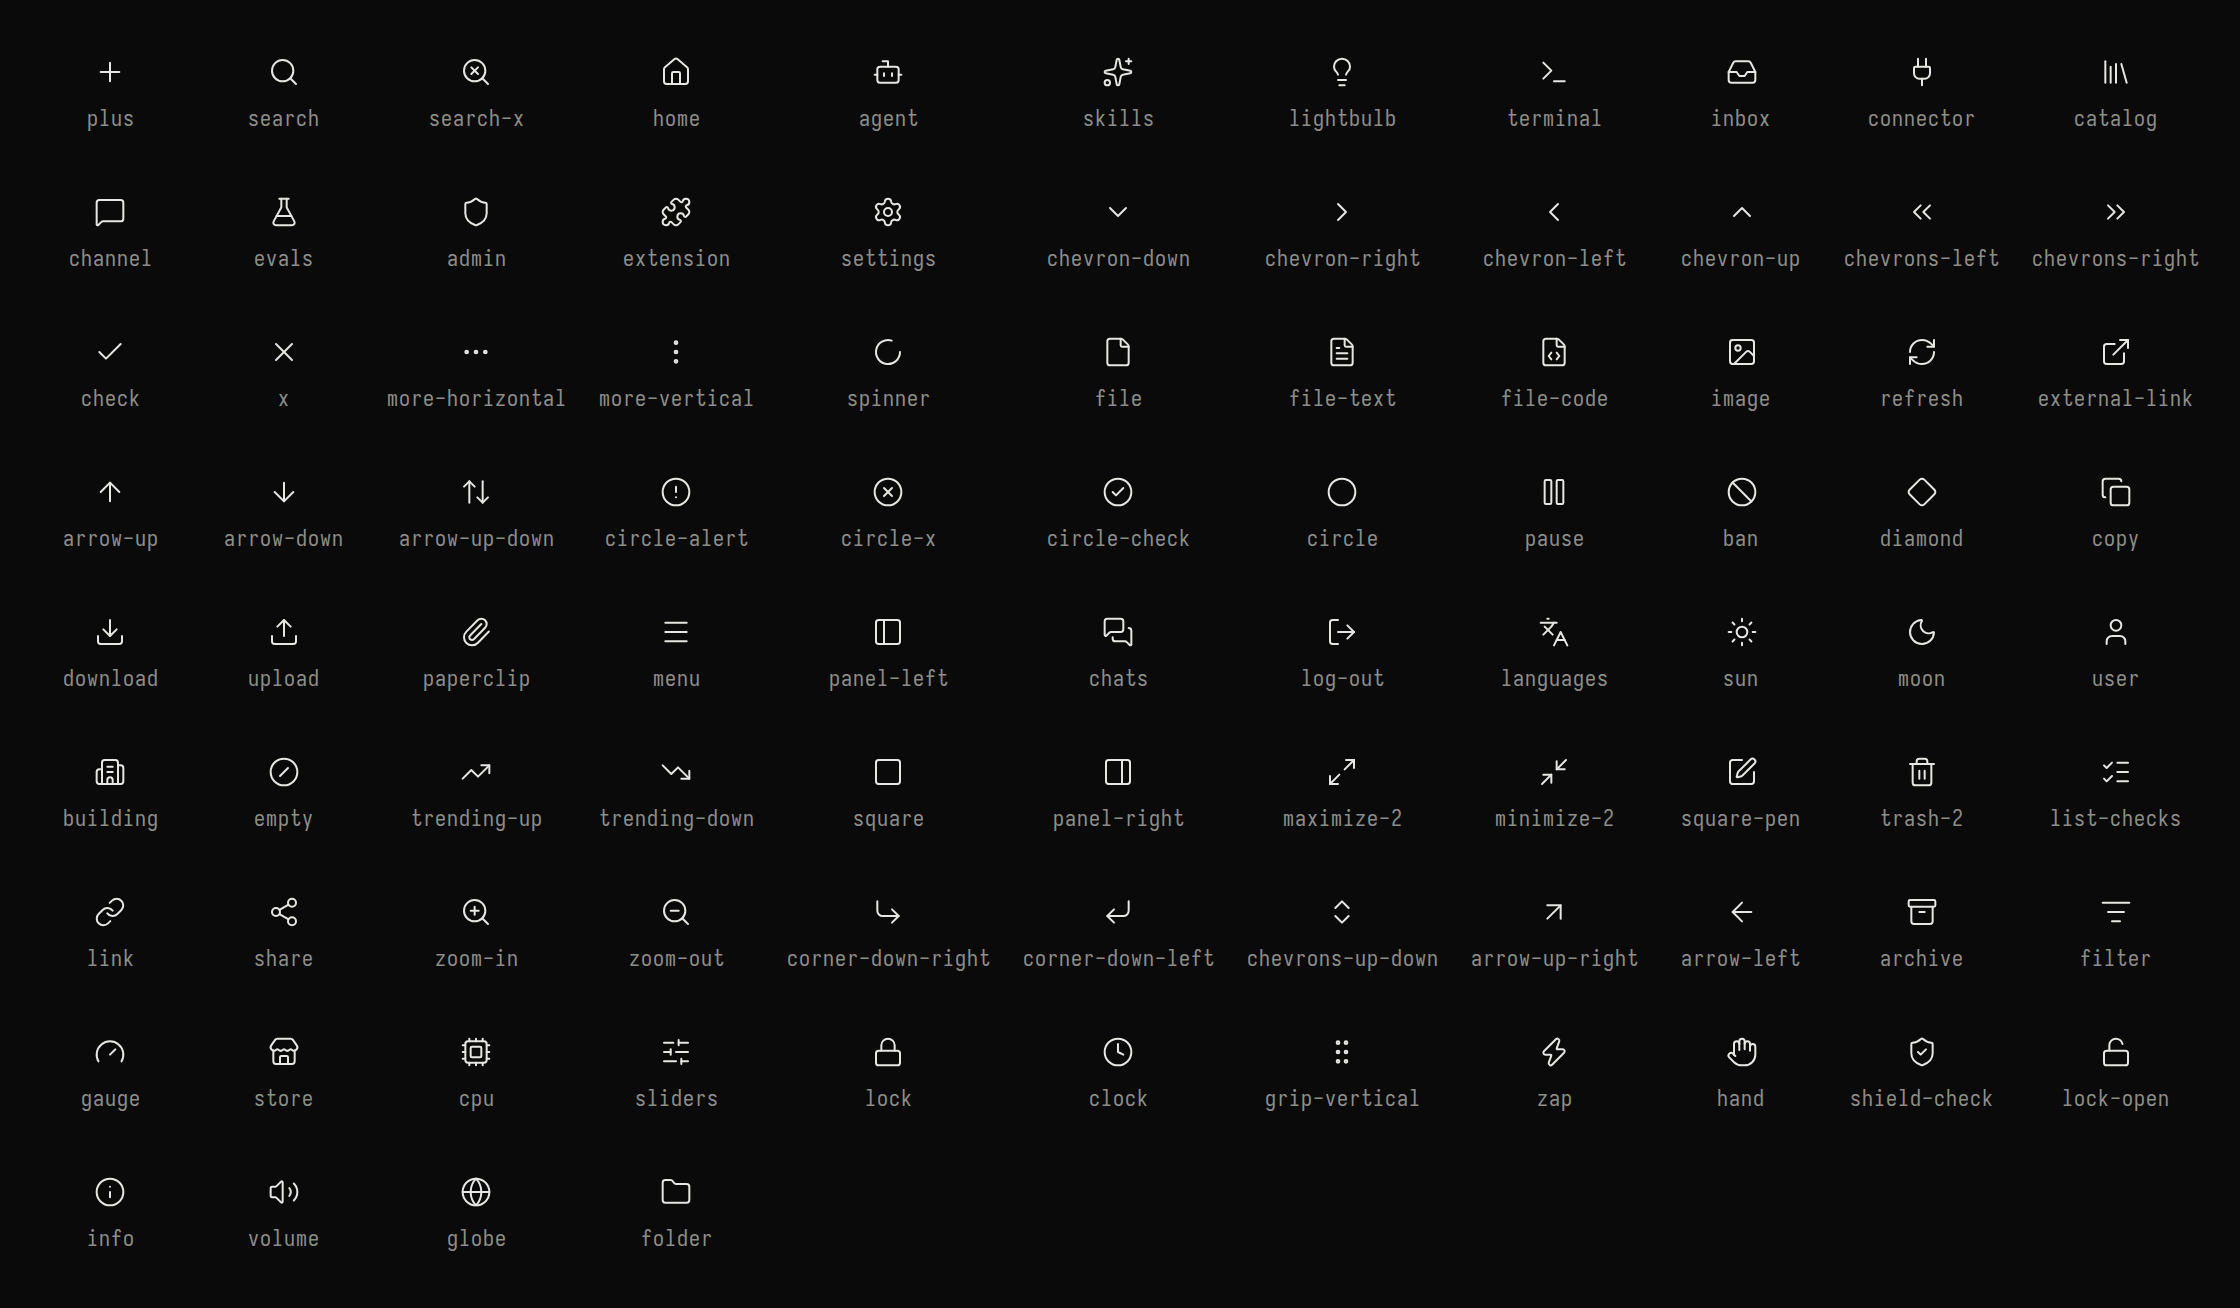 plus search search-x home agent skills lightbulb terminal inbox connector catalog
channel evals admin extension settings chevron-down chevron-right chevron-left chevron-up chevrons-left chevrons-right
check x more-horizontal more-vertical spinner file file-text file-code image refresh external-link
arrow-up arrow-down arrow-up-down circle-alert circle-x circle-check circle pause ban diamond copy
download upload paperclip menu panel-left chats log-out languages sun moon user
building empty trending-up trending-down square panel-right maximize-2 minimize-2 square-pen trash-2 list-checks
link share zoom-in zoom-out corner-down-right corner-down-left chevrons-up-down arrow-up-right arrow-left archive filter
gauge store cpu sliders lock clock grip-vertical zap hand shield-check lock-open
info volume globe folder